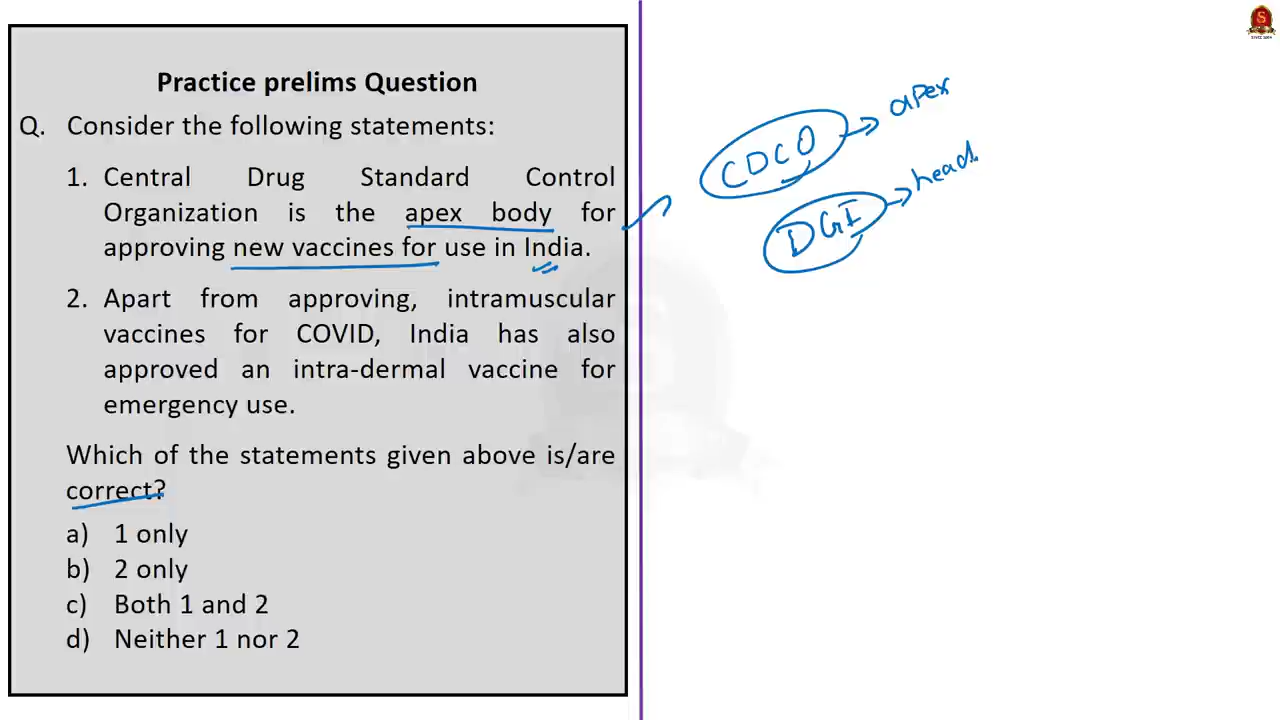 Practice prelims Question
Q. Consider the following statements:
1. Central Drug Standard Control
Organization is the apex body for
approving new vaccines for use in India.
2. Apart from approving, intramuscular
vaccines for COVID, India has also
approved an intra-dermal vaccine for
emergency use.
Which of the statements given above is/are
correct?
a) 1 only
b) 2 only
c) Both 1 and 2
d) Neither 1 nor 2
CDCO → apex
DGI → head